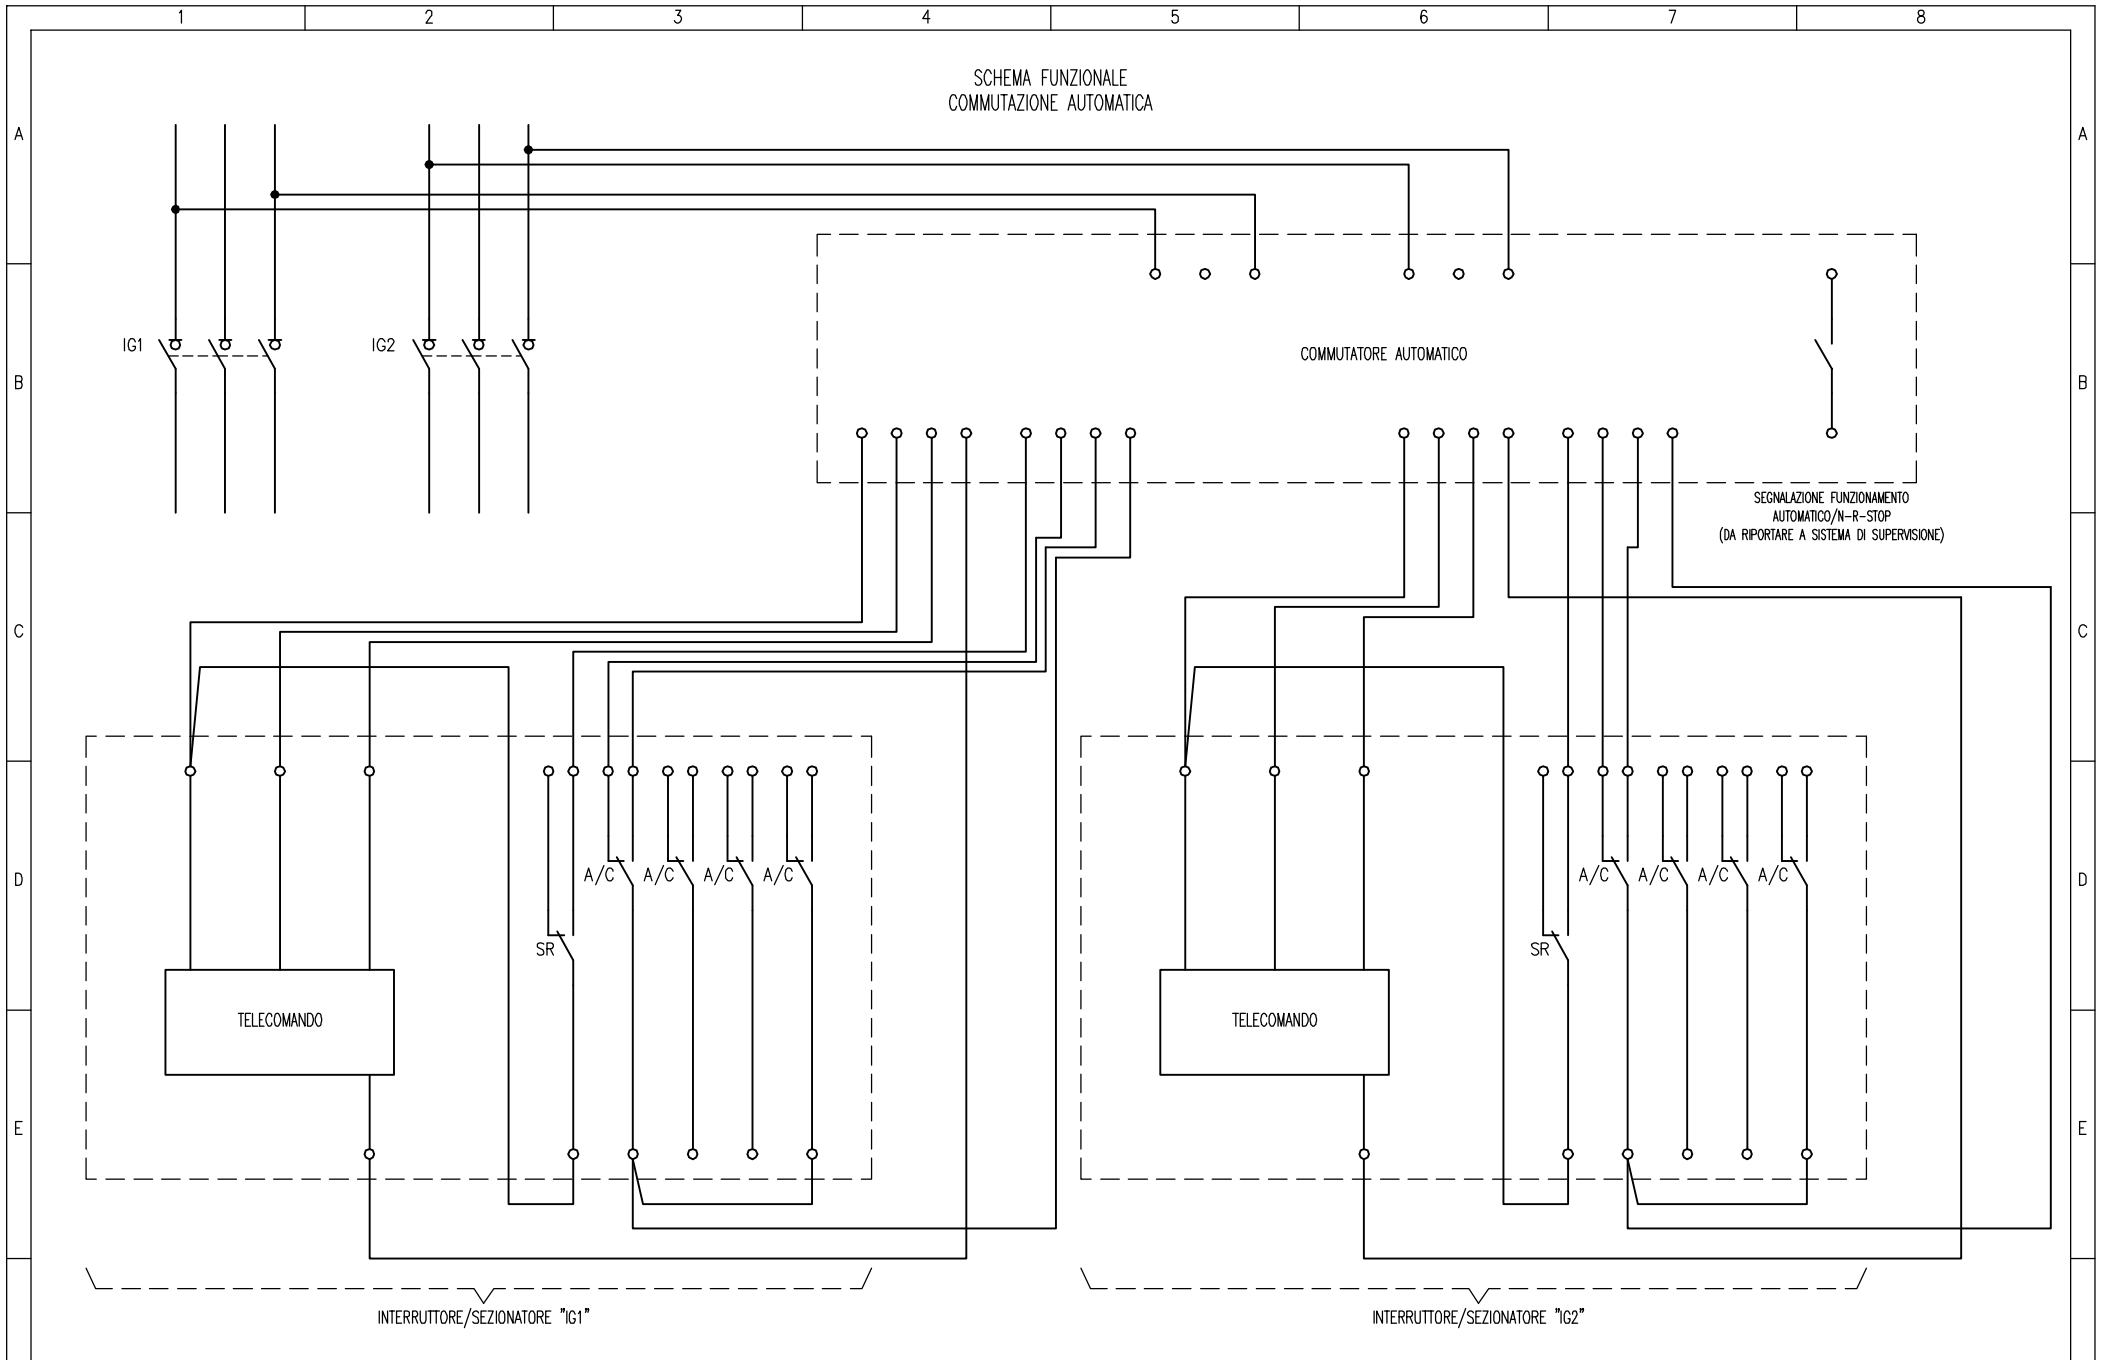 1 2 3 4 5 6 7 8
SCHEMA FUNZIONALE
COMMUTAZIONE AUTOMATICA
A A
IG1 IG2
COMMUTATORE AUTOMATICO
B B
SEGNALAZIONE FUNZIONAMENTO
AUTOMATICO/N-R-STOP
(DA RIPORTARE A SISTEMA DI SUPERVISIONE)
C C
A/C A/C A/C A/C A/C A/C A/C A/C
D D
SR SR
TELECOMANDO TELECOMANDO
E E
INTERRUTTORE/SEZIONATORE "IG1" INTERRUTTORE/SEZIONATORE "IG2"